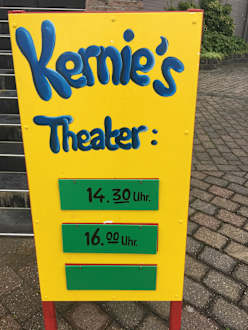 Kernie's
Theater:
14.30 Uhr.
16.00 Uhr.